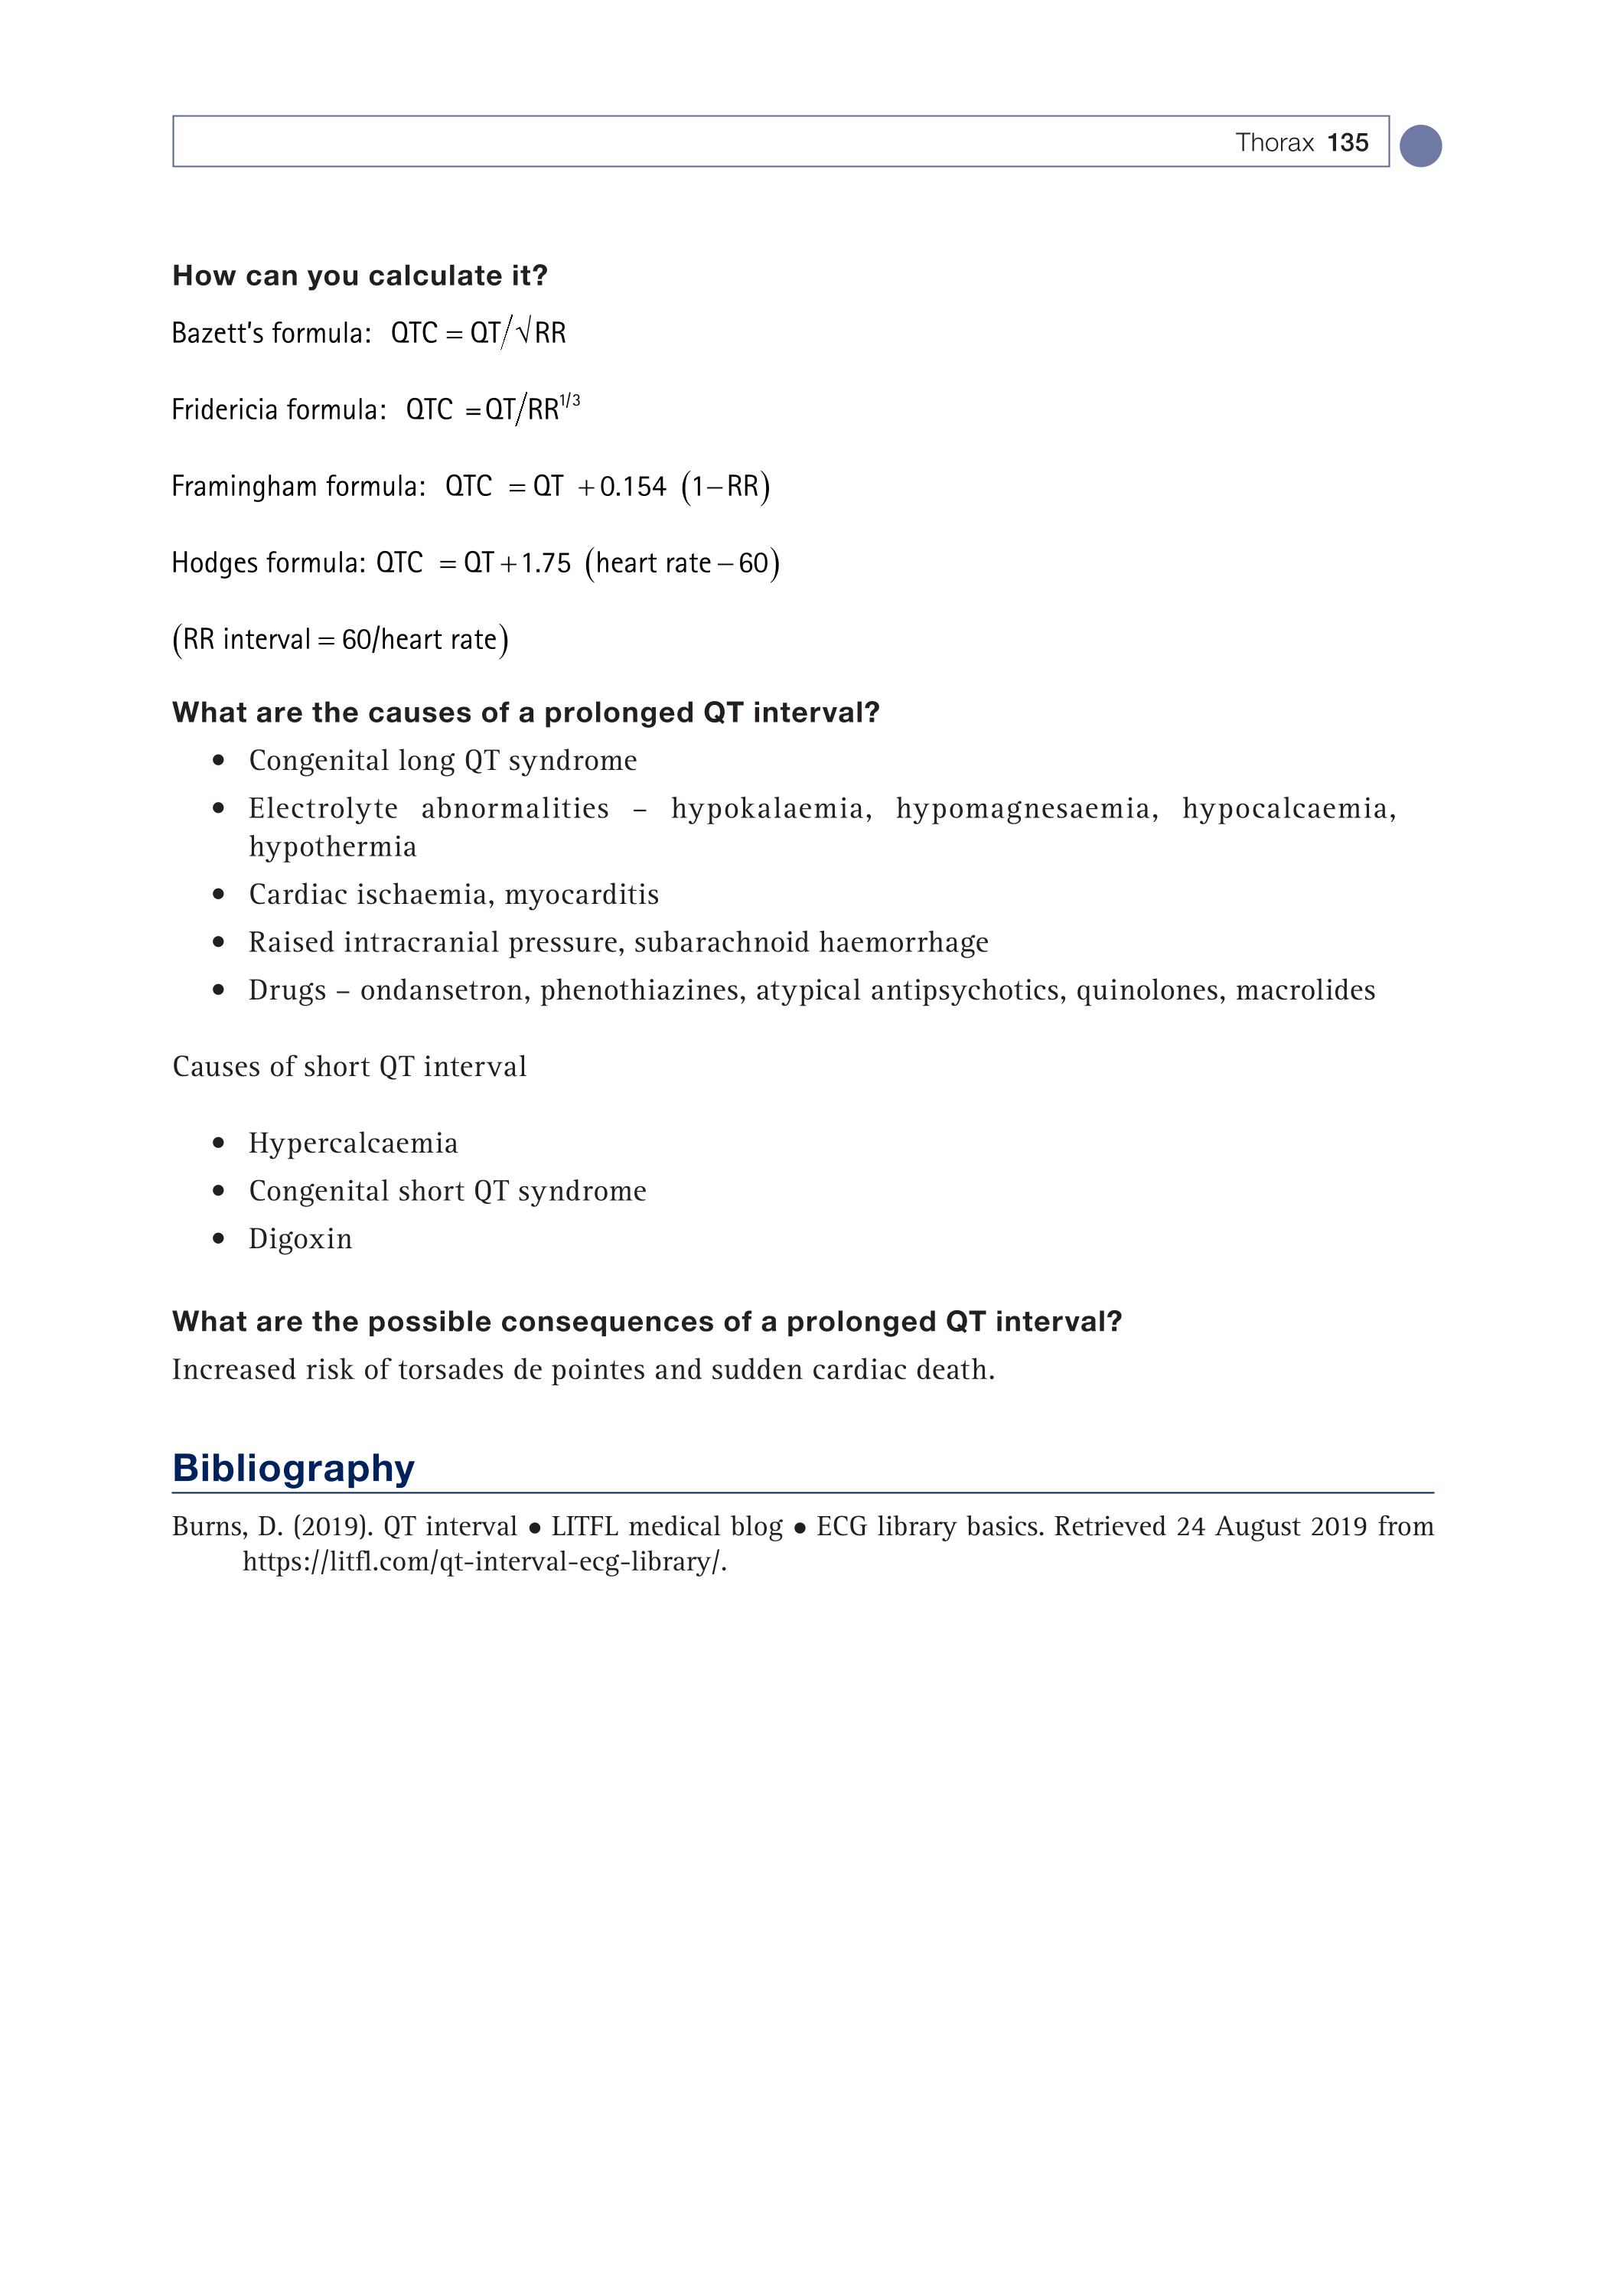 Thorax 135
How can you calculate it?
Bazett's formula: QTC = QT/√RR
Fridericia formula: QTC = QT/RR^1/3
Framingham formula: QTC = QT + 0.154 (1 – RR)
Hodges formula: QTC = QT + 1.75 (heart rate – 60)
(RR interval = 60/heart rate)
What are the causes of a prolonged QT interval?
• Congenital long QT syndrome
• Electrolyte abnormalities – hypokalaemia, hypomagnesaemia, hypocalcaemia,
hypothermia
• Cardiac ischaemia, myocarditis
• Raised intracranial pressure, subarachnoid haemorrhage
• Drugs – ondansetron, phenothiazines, atypical antipsychotics, quinolones, macrolides
Causes of short QT interval
• Hypercalcaemia
• Congenital short QT syndrome
• Digoxin
What are the possible consequences of a prolonged QT interval?
Increased risk of torsades de pointes and sudden cardiac death.
Bibliography
Burns, D. (2019). QT interval • LITFL medical blog • ECG library basics. Retrieved 24 August 2019 from
https://litfl.com/qt-interval-ecg-library/.